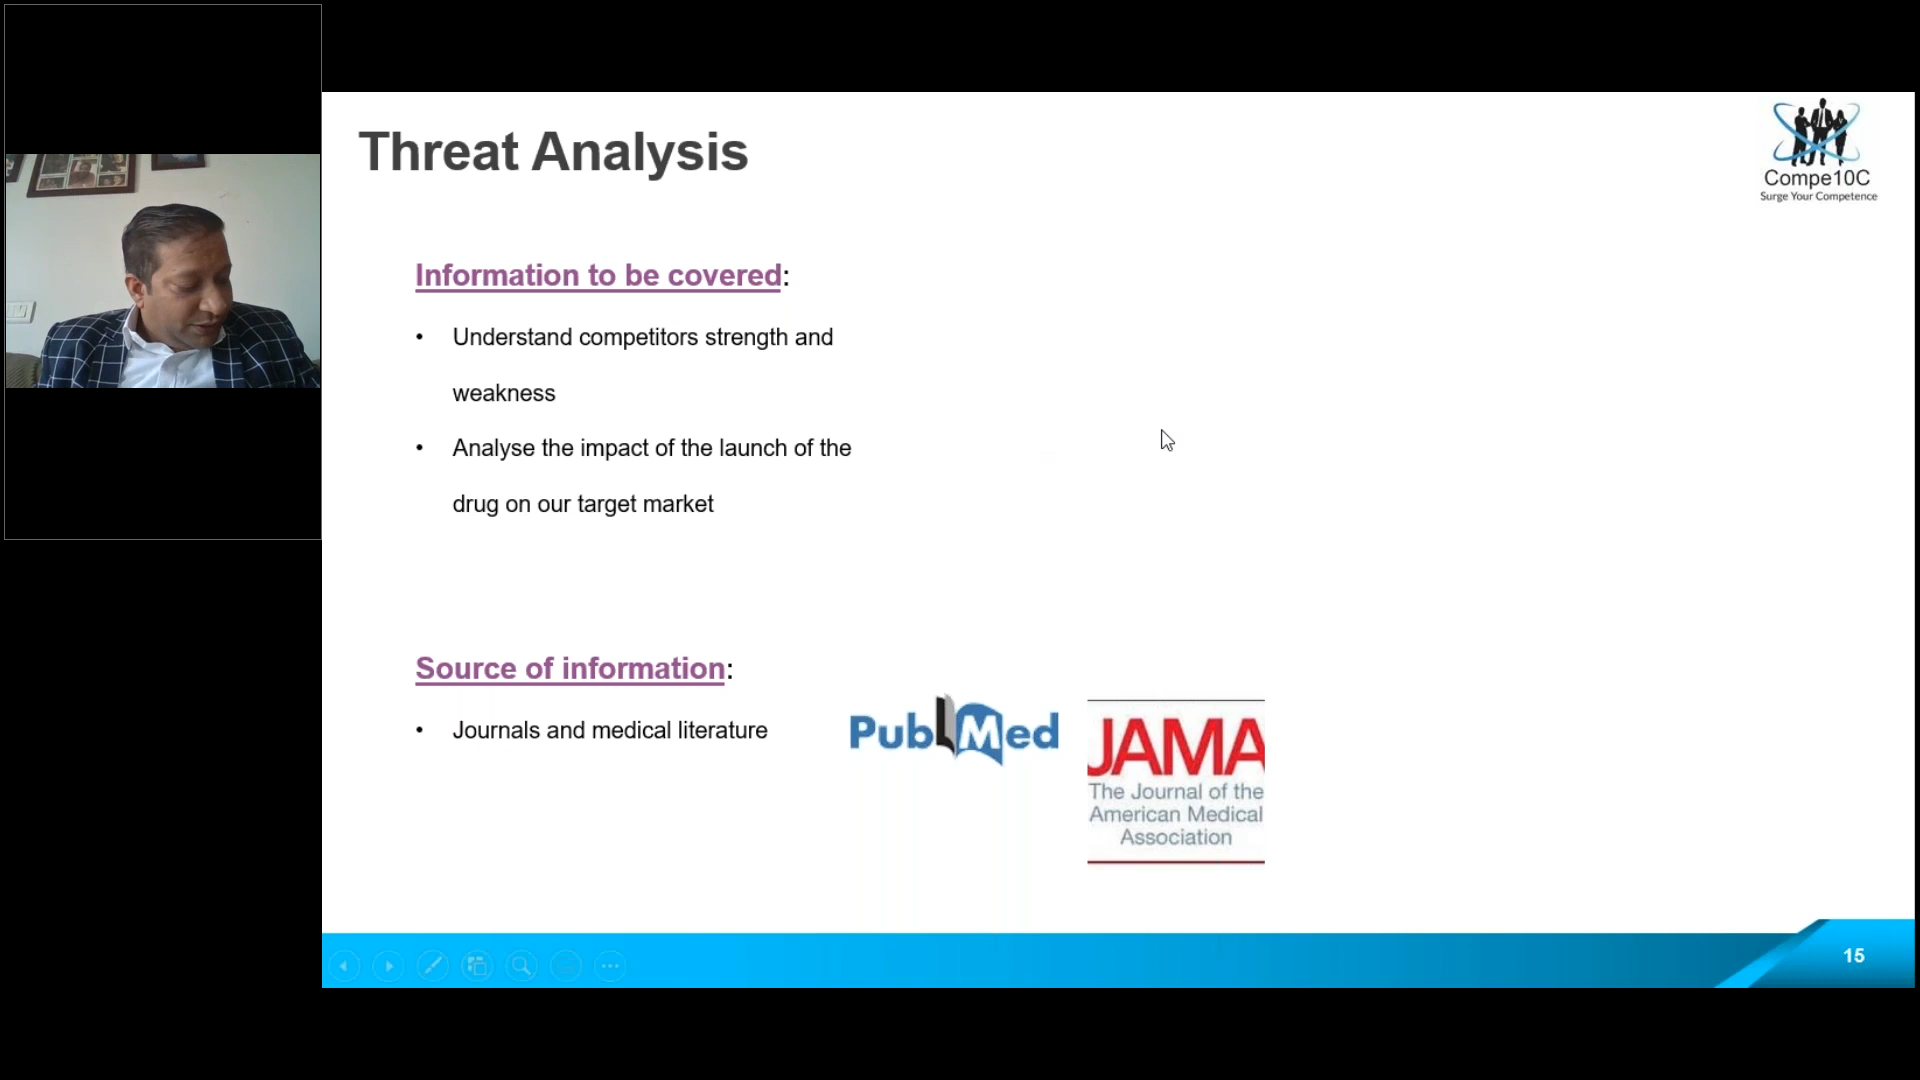 Threat Analysis
Compe10C
Surge Your Competence
Information to be covered:
• Understand competitors strength and
weakness
• Analyse the impact of the launch of the
drug on our target market
Source of information:
• Journals and medical literature
PubMed
JAMA
The Journal of the
American Medical
Association
15